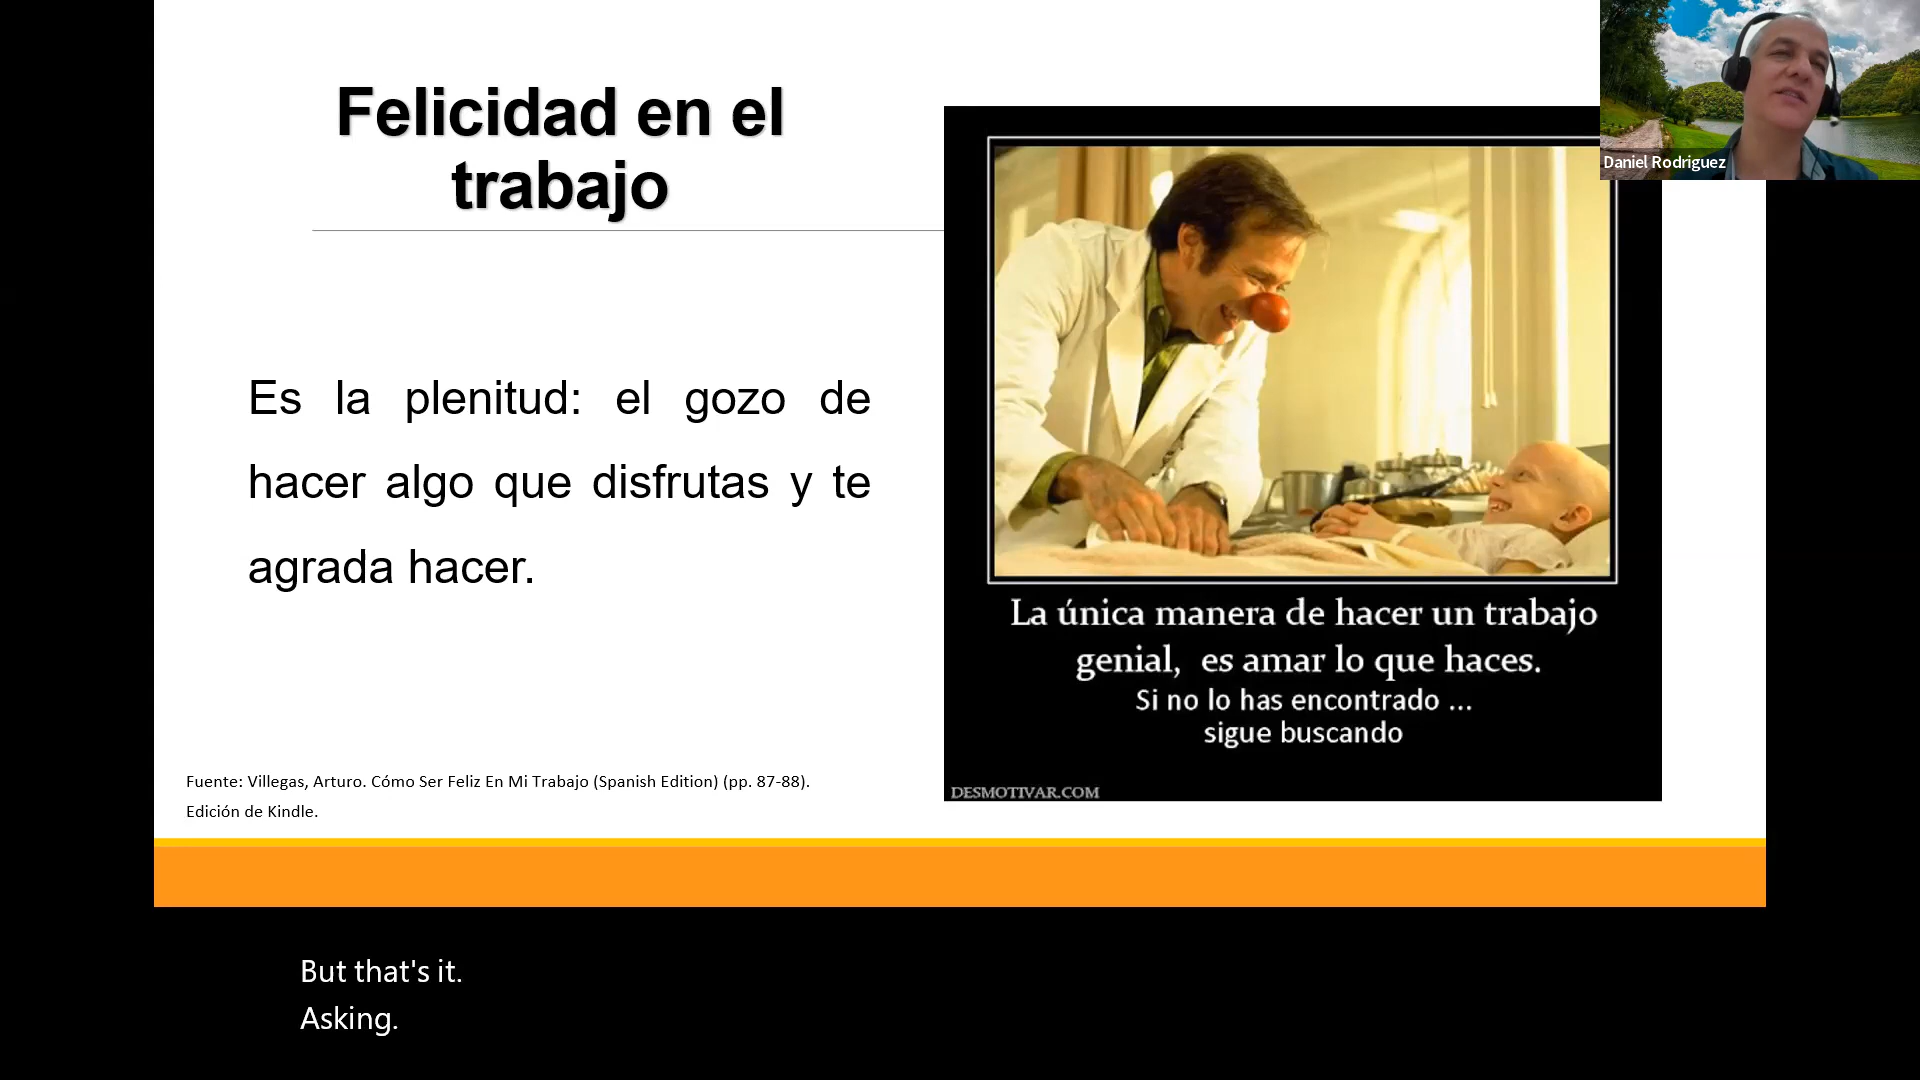 Felicidad en el
trabajo
Es la plenitud: el gozo de
hacer algo que disfrutas y te
agrada hacer.
Fuente: Villegas, Arturo. Cómo Ser Feliz En Mi Trabajo (Spanish Edition) (pp. 87-88).
Edición de Kindle.
La única manera de hacer un trabajo
genial, es amar lo que haces.
Si no lo has encontrado ...
sigue buscando
DESMOTIVAR.COM
Daniel Rodriguez
But that's it.
Asking.